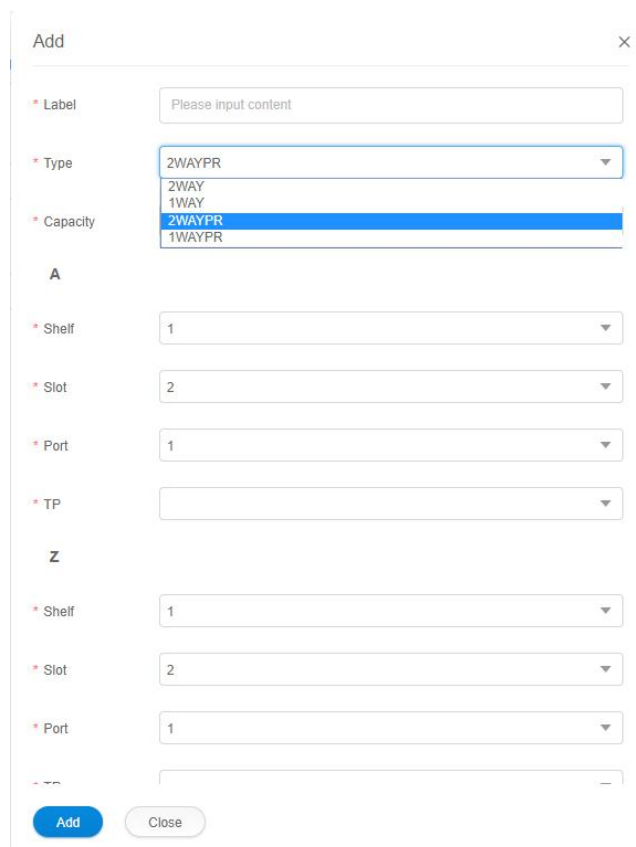 Add
* Label Please input content
* Type 2WAYPR
2WAY
1WAY
* Capacity 2WAYPR
1WAYPR
A
* Shelf 1
* Slot 2
* Port 1
* TP
Z
* Shelf 1
* Slot 2
* Port 1
Add Close